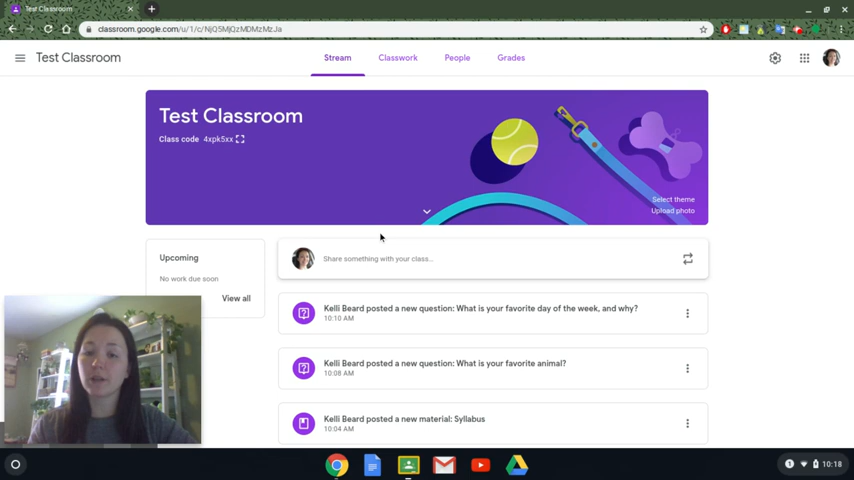 Test Classroom
classroom.google.com/u/1/c/NjQ5MjQzMDMzMzJa
Test Classroom
Stream
Classwork
People
Grades
Test Classroom
Class code 4xpk5xx
Select theme
Upload photo
Upcoming
No work due soon
View all
Share something with your class...
Kelli Beard posted a new question: What is your favorite day of the week, and why?
10:10 AM
Kelli Beard posted a new question: What is your favorite animal?
10:08 AM
Kelli Beard posted a new material: Syllabus
10:04 AM
10:18